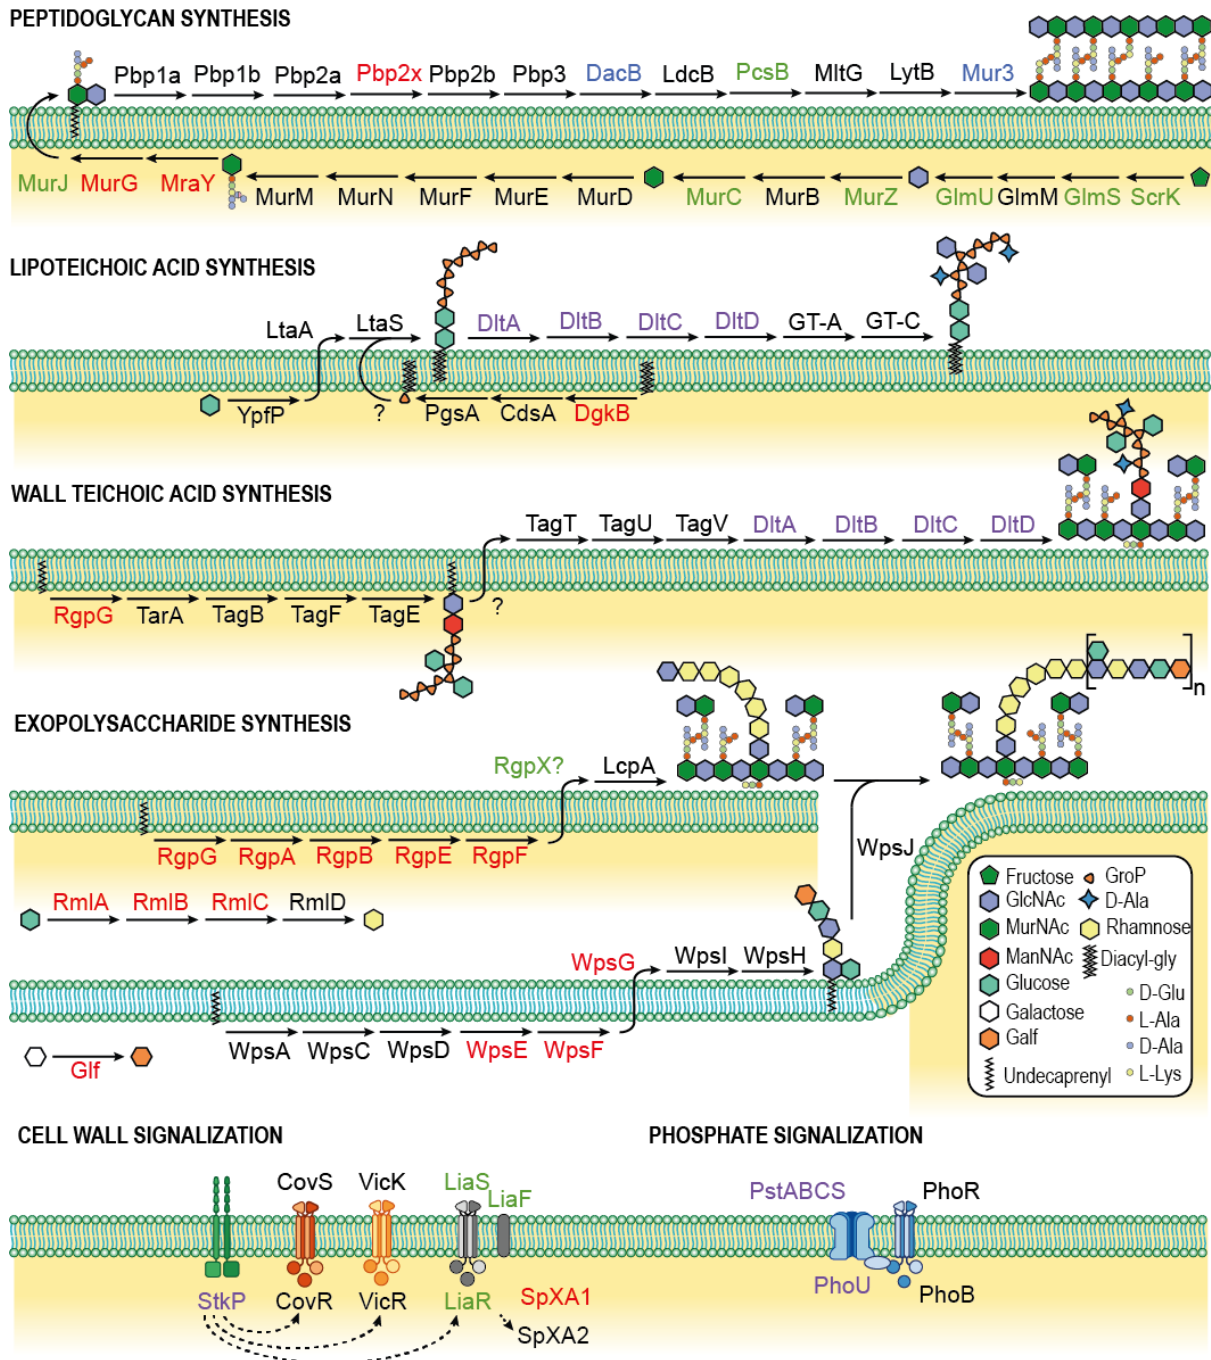 PEPTIDOGLYCAN SYNTHESIS
Pbp1a Pbp1b Pbp2a Pbp2x Pbp2b Pbp3 DacB LdcB PcsB MltG LytB Mur3
MurJ MurG MraY MurM MurN MurF MurE MurD MurC MurB MurZ GlmU GlmM GlmS ScrK
LIPOTEICHOIC ACID SYNTHESIS
LtaA LtaS DltA DltB DltC DltD GT-A GT-C
YpfP ? PgsA CdsA DgkB
WALL TEICHOIC ACID SYNTHESIS
TagT TagU TagV DltA DltB DltC DltD
RgpG TarA TagB TagF TagE ?
n
EXOPOLYSACCHARIDE SYNTHESIS
RgpX? LcpA
RgpG RgpA RgpB RgpE RgpF WpsJ
RmlA RmlB RmlC RmlD
WpsG WpsI WpsH
WpsA WpsC WpsD WpsE WpsF
Glf
Fructose GroP
GlcNAc D-Ala
MurNAc Rhamnose
ManNAc Diacyl-gly
Glucose D-Glu
Galactose L-Ala
Galf D-Ala
Undecaprenyl L-Lys
CELL WALL SIGNALIZATION
CovS VicK LiaS LiaF
StkP CovR VicR LiaR SpXA1
SpXA2
PHOSPHATE SIGNALIZATION
PstABCS PhoR
PhoU PhoB